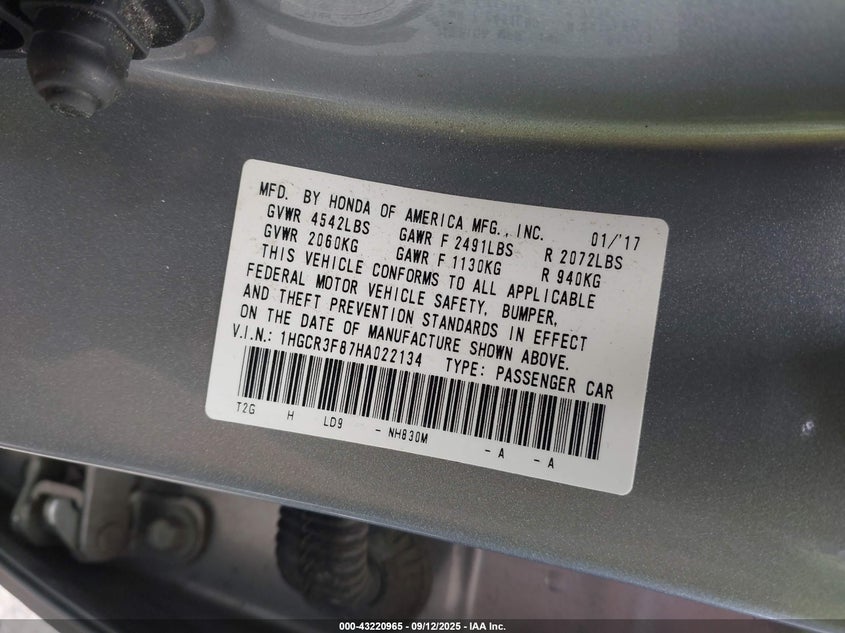 MFD. BY HONDA OF AMERICA MFG., INC. 01/'17
GVWR 4542LBS GAWR F 2491LBS R 2072LBS
GVWR 2060KG GAWR F 1130KG R 940KG
THIS VEHICLE CONFORMS TO ALL APPLICABLE
FEDERAL MOTOR VEHICLE SAFETY, BUMPER,
AND THEFT PREVENTION STANDARDS IN EFFECT
ON THE DATE OF MANUFACTURE SHOWN ABOVE.
V.I.N.: 1HGCR3F87HA022134 TYPE: PASSENGER CAR
T2G H LD9 - NH830M - A - A
000-43220965 - 09/12/2025 - IAA Inc.